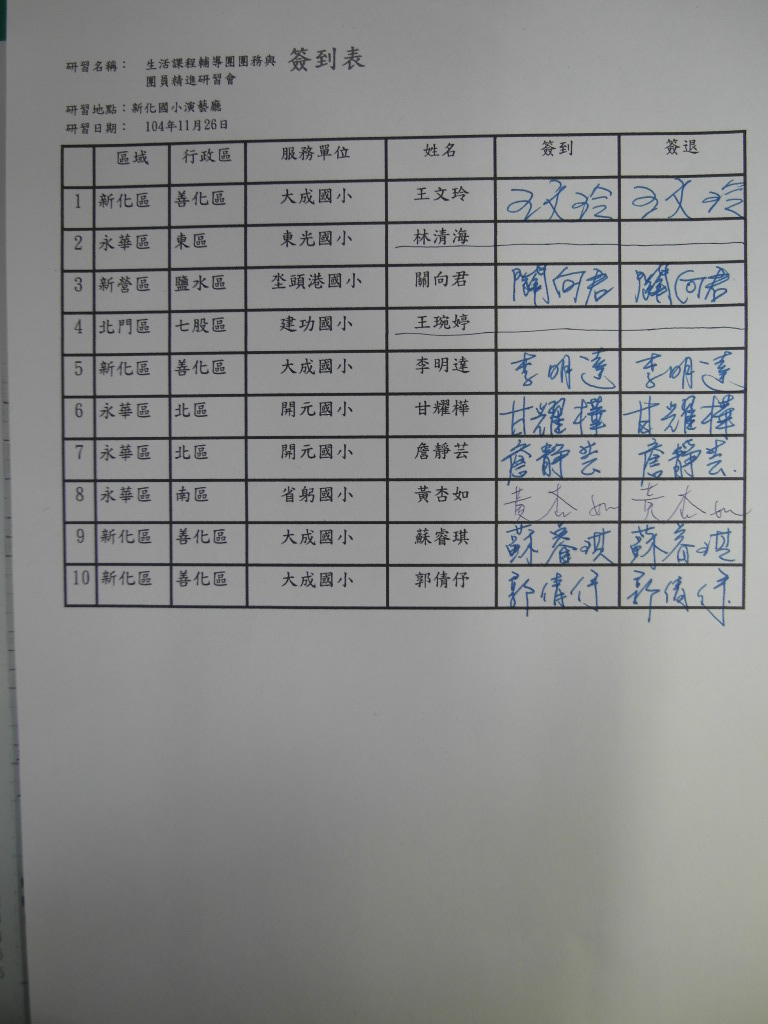 簽到表
研習名稱： 生活課程輔導團團務與
團員精進研習會
研習地點：新化國小演藝廳
研習日期： 104年11月26日
區域 行政區 服務單位 姓名 簽到 簽退
1 新化區 善化區 大成國小 王文玲 王文玲 王文玲
2 永華區 東區 東光國小 林清海
3 新營區 鹽水區 坔頭港國小 關向君 關向君 關向君
4 北門區 七股區 建功國小 王琬婷
5 新化區 善化區 大成國小 李明達 李明達 李明達
6 永華區 北區 開元國小 甘耀樺 甘耀樺 甘耀樺
7 永華區 北區 開元國小 詹靜芸 詹靜芸 詹靜芸.
8 永華區 南區 省躬國小 黃杏如 黃杏如 黃杏如
9 新化區 善化區 大成國小 蘇睿琪 蘇睿琪 蘇睿琪
10 新化區 善化區 大成國小 郭倩伃 郭倩伃 郭倩伃